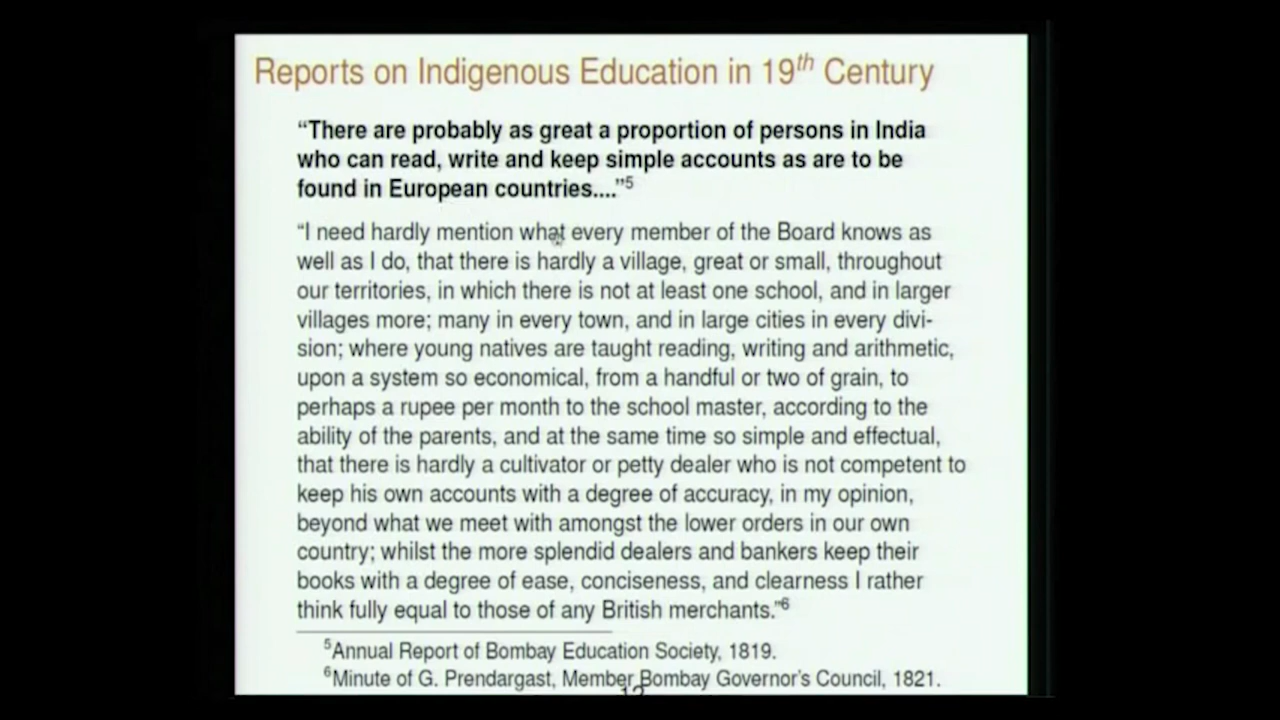 Reports on Indigenous Education in 19th Century
“There are probably as great a proportion of persons in India
who can read, write and keep simple accounts as are to be
found in European countries....”5
“I need hardly mention what every member of the Board knows as
well as I do, that there is hardly a village, great or small, throughout
our territories, in which there is not at least one school, and in larger
villages more; many in every town, and in large cities in every divi-
sion; where young natives are taught reading, writing and arithmetic,
upon a system so economical, from a handful or two of grain, to
perhaps a rupee per month to the school master, according to the
ability of the parents, and at the same time so simple and effectual,
that there is hardly a cultivator or petty dealer who is not competent to
keep his own accounts with a degree of accuracy, in my opinion,
beyond what we meet with amongst the lower orders in our own
country; whilst the more splendid dealers and bankers keep their
books with a degree of ease, conciseness, and clearness I rather
think fully equal to those of any British merchants.”6
5Annual Report of Bombay Education Society, 1819.
6Minute of G. Prendargast, Member Bombay Governor's Council, 1821.